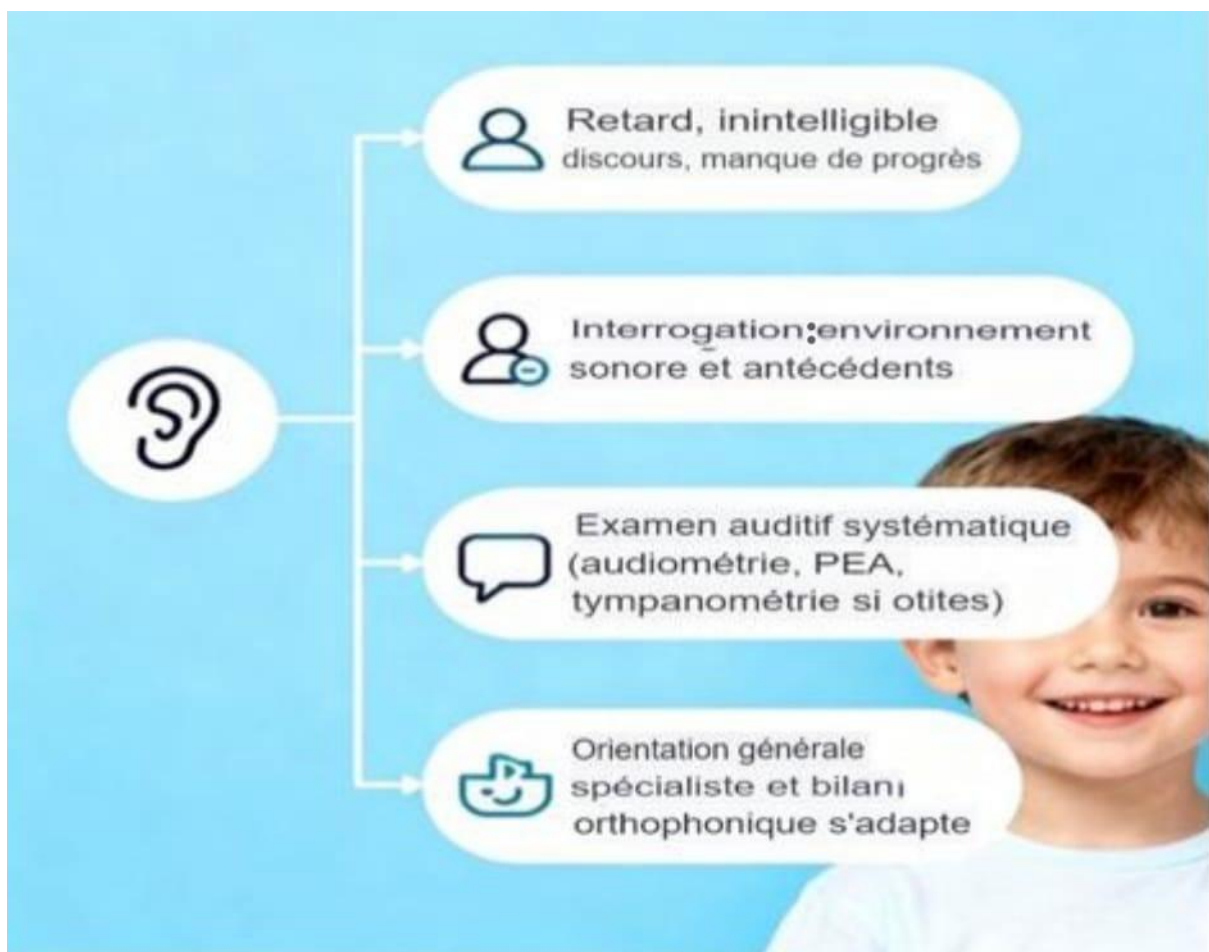 Retard, inintelligible
discours, manque de progrès
Interrogation:environnement
sonore et antécédents
Examen auditif systématique
(audiométrie, PEA,
tympanométrie si otites)
Orientation générale
spécialiste et bilan
orthophonique s'adapte